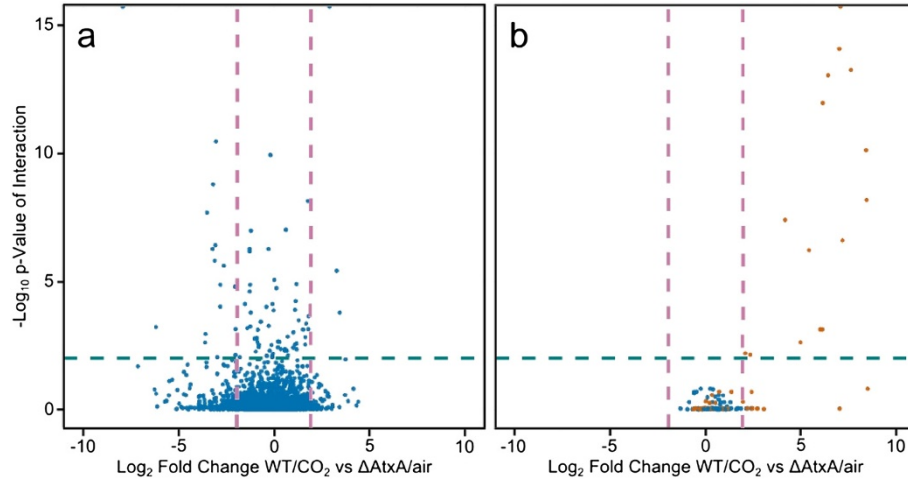 a
b
-Log₁₀ p-Value of Interaction
15
10
5
0
-10 -5 0 5 10
-10 -5 0 5 10
Log₂ Fold Change WT/CO₂ vs ΔAtxA/air
Log₂ Fold Change WT/CO₂ vs ΔAtxA/air